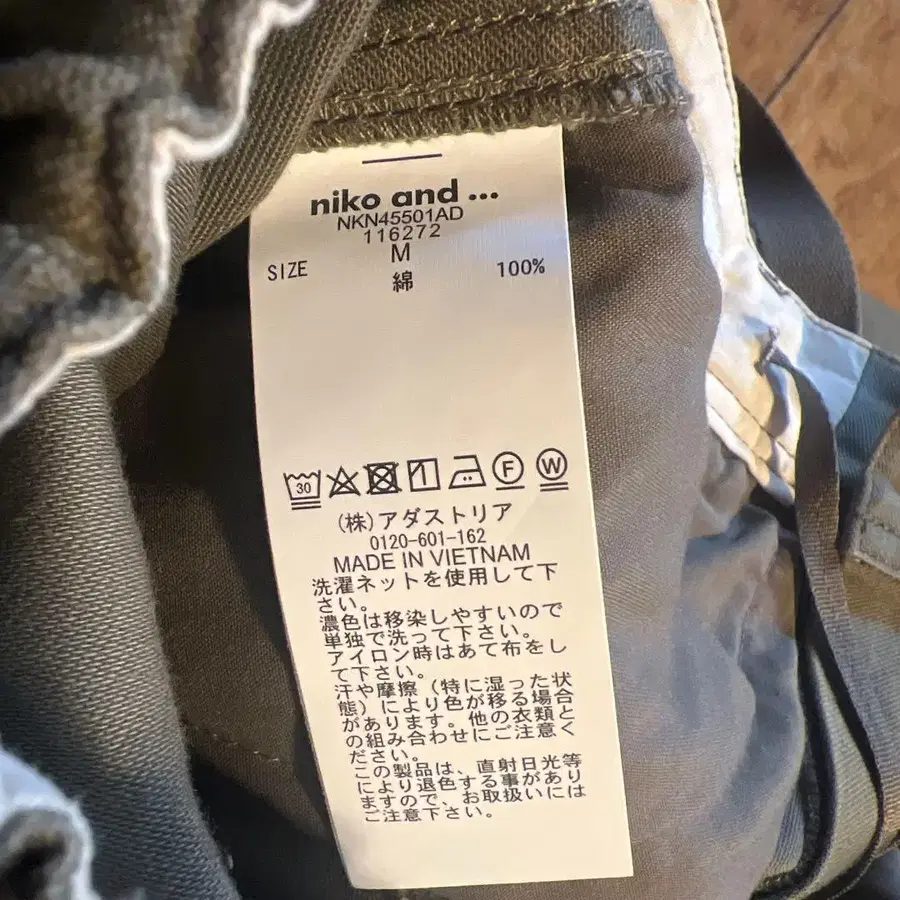 niko and ...
NKN45501AD
116272
SIZE M
綿 100%
30 F W
(株)アダストリア
0120-601-162
MADE IN VIETNAM
洗濯ネットを使用して下
さい。
濃色は移染しやすいので
単独で洗って下さい。
アイロン時はあて布をし
て下さい。
汗や摩擦（特に湿った状
態）により色が移る場合
があります。他の衣類と
の組み合わせにご注意く
ださい。
この製品は、直射日光等
により退色する事があり
ますので、お取扱いには
ご注意下さい。